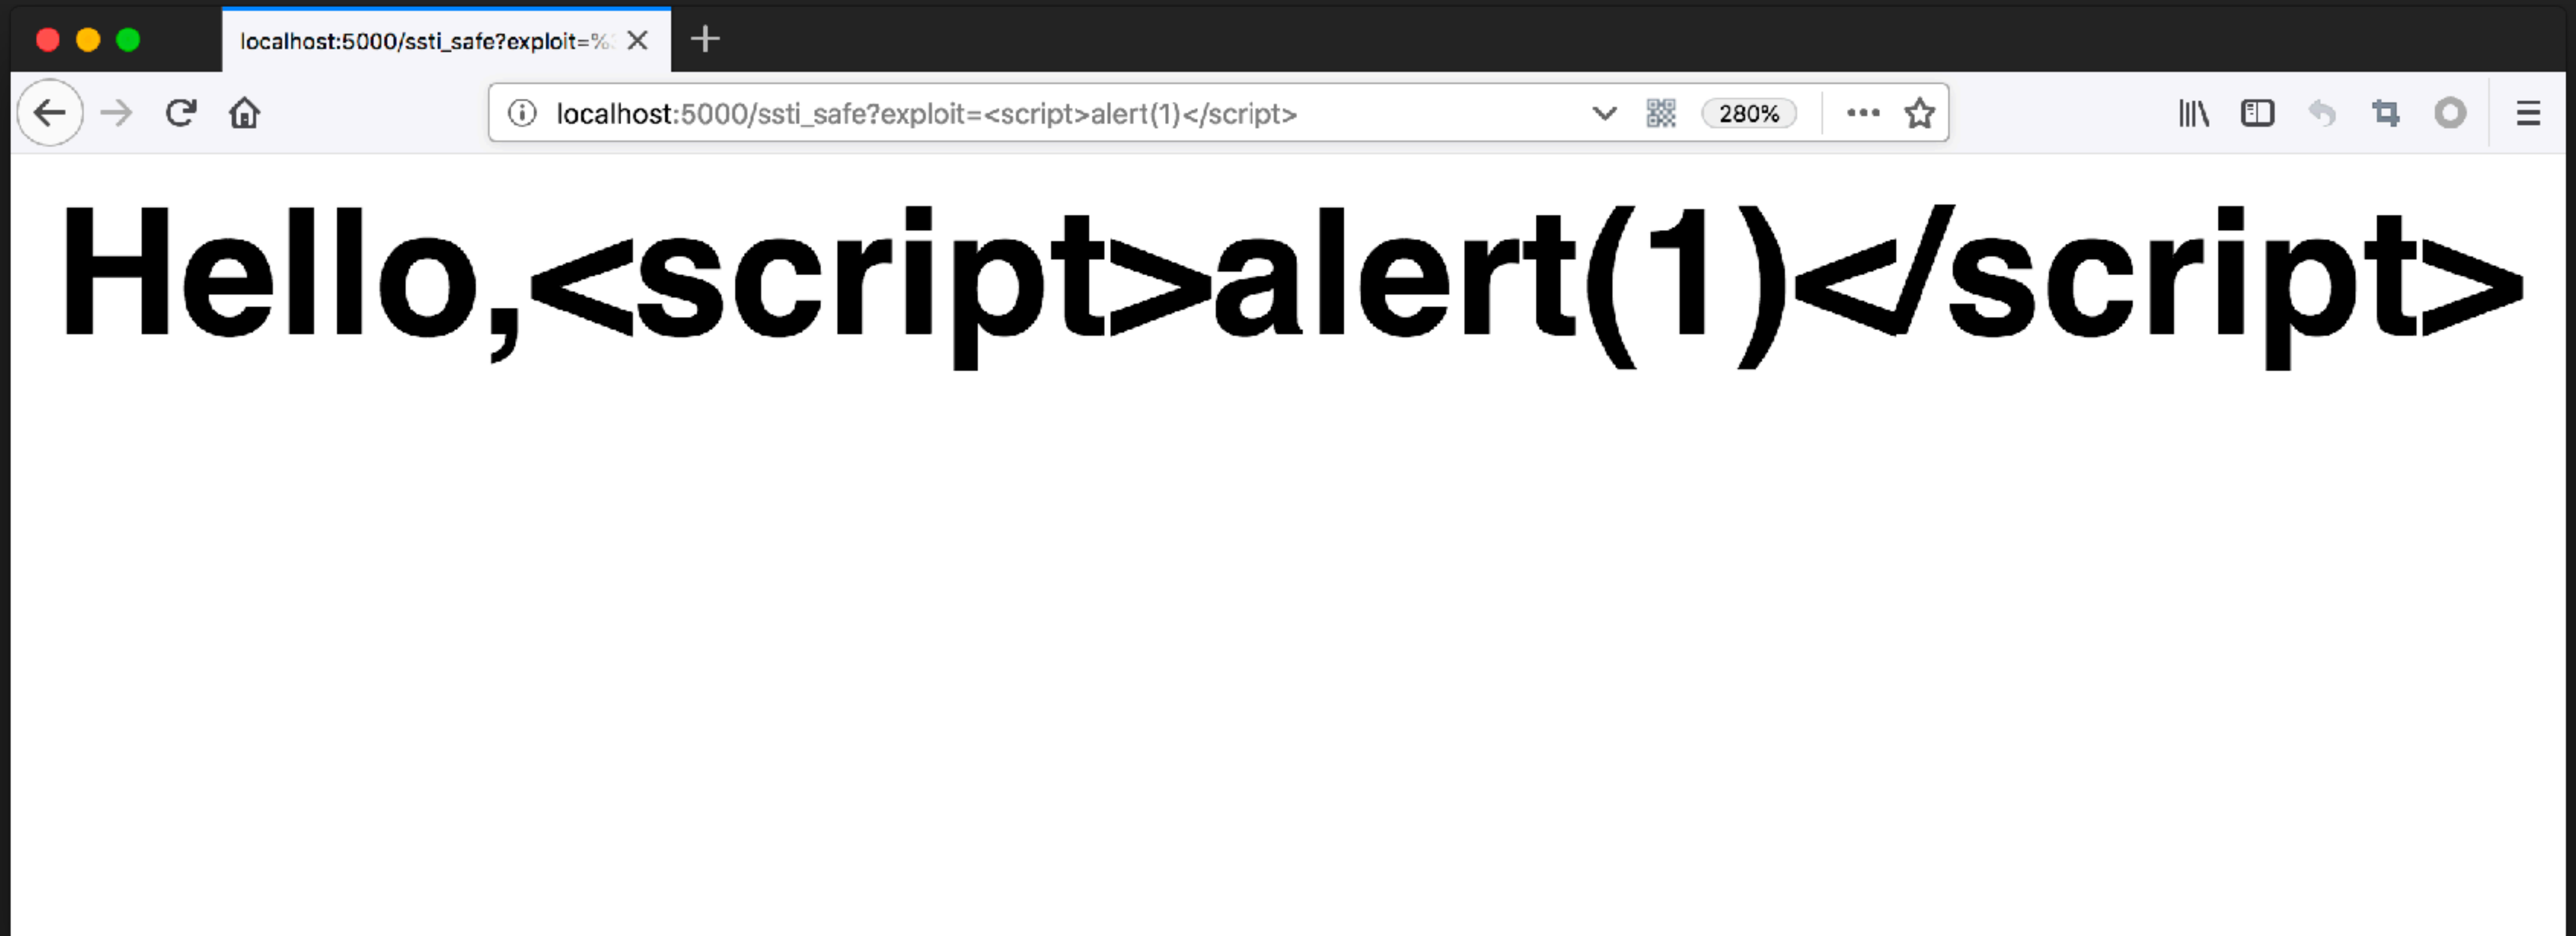 localhost:5000/ssti_safe?exploit=%
localhost:5000/ssti_safe?exploit=<script>alert(1)</script>
280%
Hello,<script>alert(1)</script>